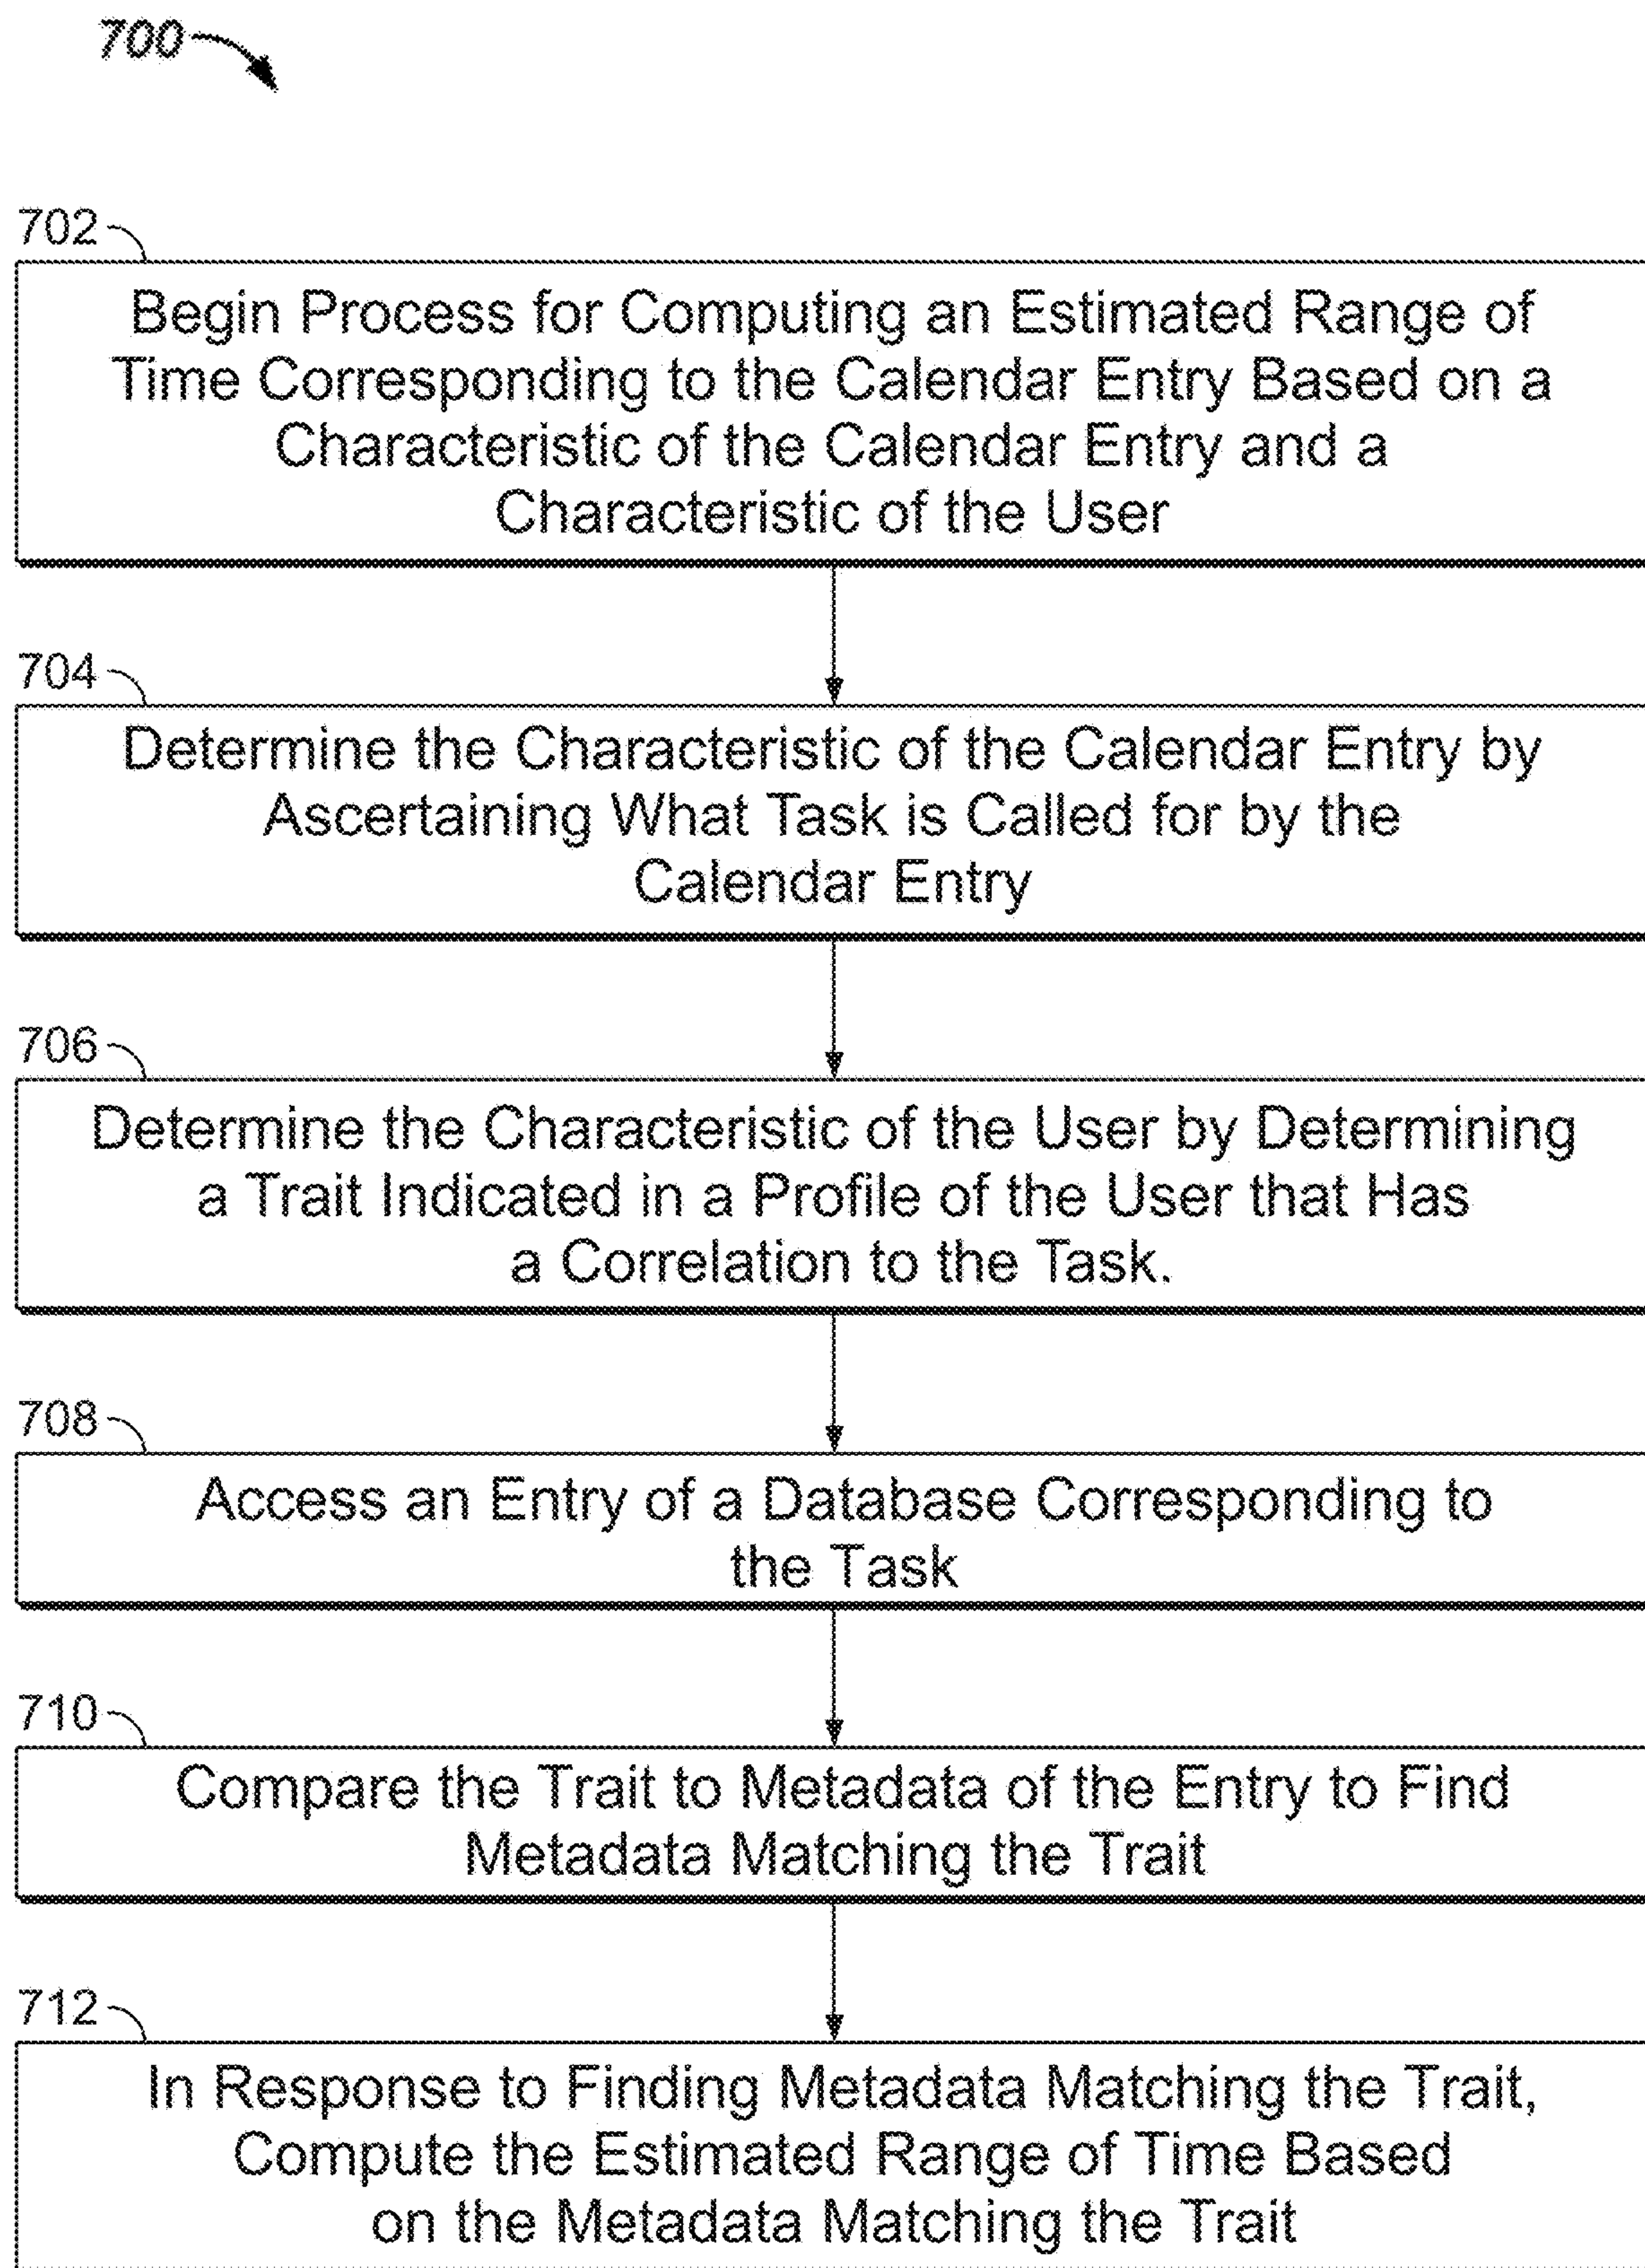 700
702
Begin Process for Computing an Estimated Range of
Time Corresponding to the Calendar Entry Based on a
Characteristic of the Calendar Entry and a
Characteristic of the User
704
Determine the Characteristic of the Calendar Entry by
Ascertaining What Task is Called for by the
Calendar Entry
706
Determine the Characteristic of the User by Determining
a Trait Indicated in a Profile of the User that Has
a Correlation to the Task.
708
Access an Entry of a Database Corresponding to
the Task
710
Compare the Trait to Metadata of the Entry to Find
Metadata Matching the Trait
712
In Response to Finding Metadata Matching the Trait,
Compute the Estimated Range of Time Based
on the Metadata Matching the Trait